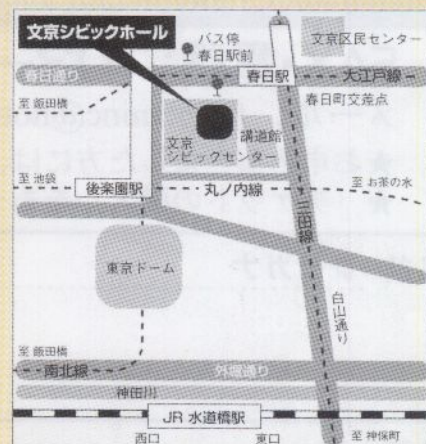 文京シビックホール
バス停
春日駅前
文京区民センター
春日通り
春日駅
大江戸線
至 飯田橋
春日町交差点
文京
シビックセンター
講道館
至 池袋
後楽園駅
丸ノ内線
至 お茶の水
三田線
東京ドーム
白山通り
至 飯田橋
南北線
外堀通り
神田川
JR 水道橋駅
西口
東口
至 神保町